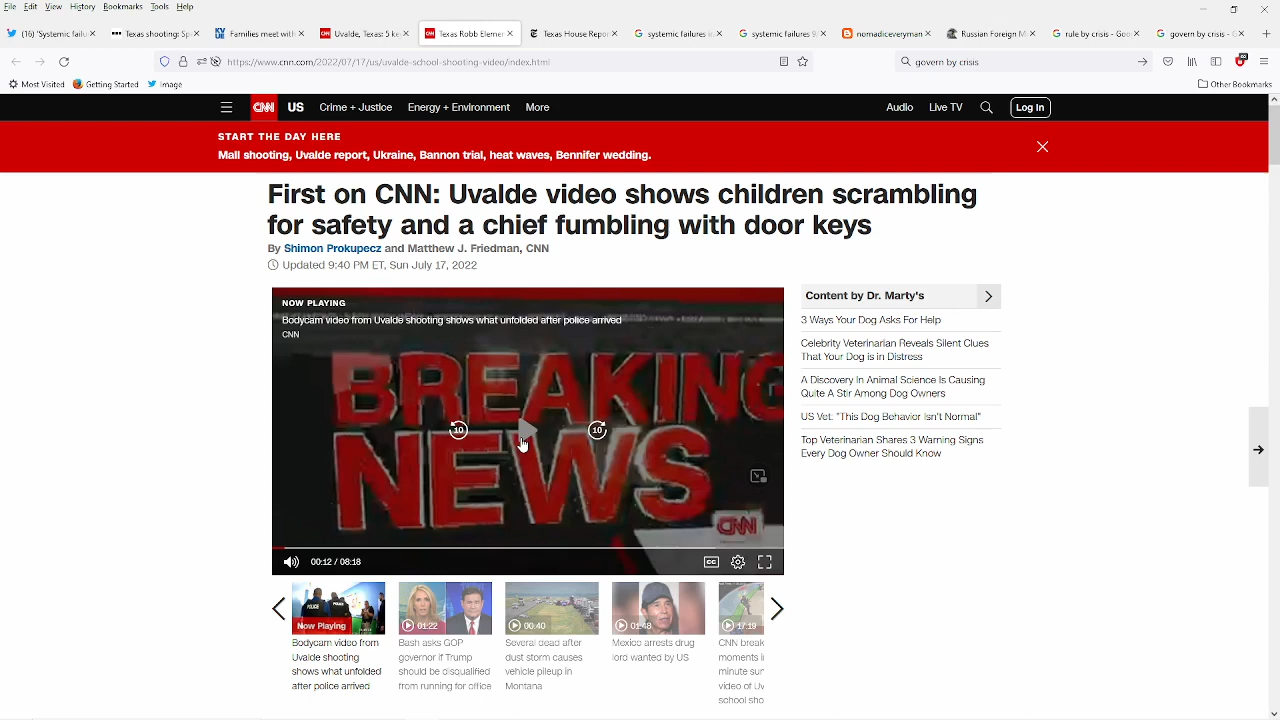 File Edit View History Bookmarks Tools Help
(16) 'Systemic failu
Texas shooting: Sp
Families meet with
Uvalde, Texas: 5 ke
Texas Robb Elemer
Texas House Repor
systemic failures in
systemic failures 9
nomadiceveryman
Russian Foreign M
rule by crisis - Goo
govern by crisis - G
https://www.cnn.com/2022/07/17/us/uvalde-school-shooting-video/index.html
govern by crisis
Most Visited Getting Started Image Other Bookmarks
CNN US Crime + Justice Energy + Environment More Audio Live TV Log In
START THE DAY HERE
Mall shooting, Uvalde report, Ukraine, Bannon trial, heat waves, Bennifer wedding.
First on CNN: Uvalde video shows children scrambling
for safety and a chief fumbling with door keys
By Shimon Prokupecz and Matthew J. Friedman, CNN
Updated 9:40 PM ET, Sun July 17, 2022
NOW PLAYING
Bodycam video from Uvalde shooting shows what unfolded after police arrived
CNN
BREAKING
NEWS
10 10
CNN
00:12 / 08:18
CC
Content by Dr. Marty's
3 Ways Your Dog Asks For Help
Celebrity Veterinarian Reveals Silent Clues
That Your Dog is in Distress
A Discovery In Animal Science Is Causing
Quite A Stir Among Dog Owners
US Vet: "This Dog Behavior Isn't Normal"
Top Veterinarian Shares 3 Warning Signs
Every Dog Owner Should Know
POLICE POLICE
Now Playing
Bodycam video from
Uvalde shooting
shows what unfolded
after police arrived
01:22
Bash asks GOP
governor if Trump
should be disqualified
from running for office
00:40
Several dead after
dust storm causes
vehicle pileup in
Montana
01:48
Mexico arrests drug
lord wanted by US
17:19
CNN break
moments i
minute sur
video of Uv
school sho